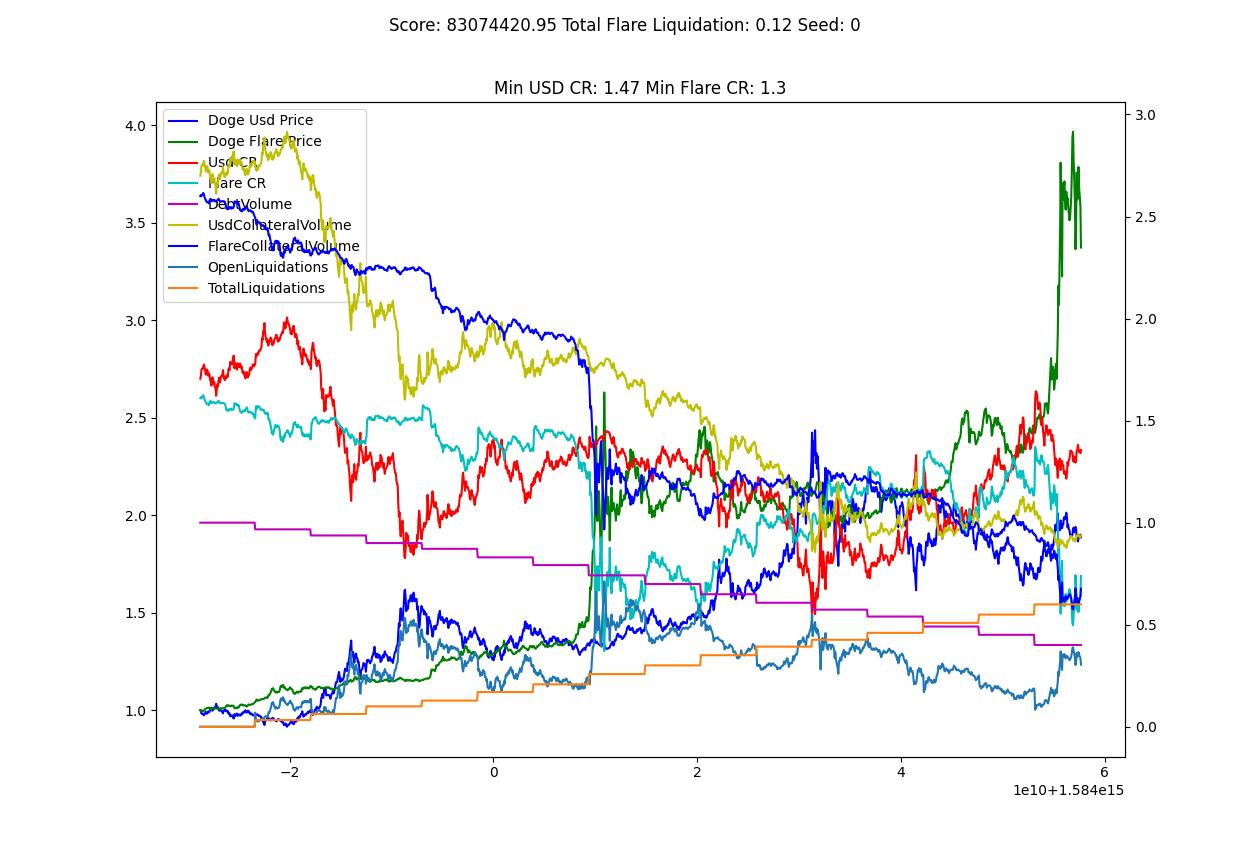 Score: 83074420.95 Total Flare Liquidation: 0.12 Seed: 0
Min USD CR: 1.47 Min Flare CR: 1.3
Doge Usd Price
Doge Flare Price
Usd CR
Flare CR
DebtVolume
UsdCollateralVolume
FlareCollateralVolume
OpenLiquidations
TotalLiquidations
4.0
3.5
3.0
2.5
2.0
1.5
1.0
3.0
2.5
2.0
1.5
1.0
0.5
0.0
−2
0
2
4
6
1e10+1.584e15